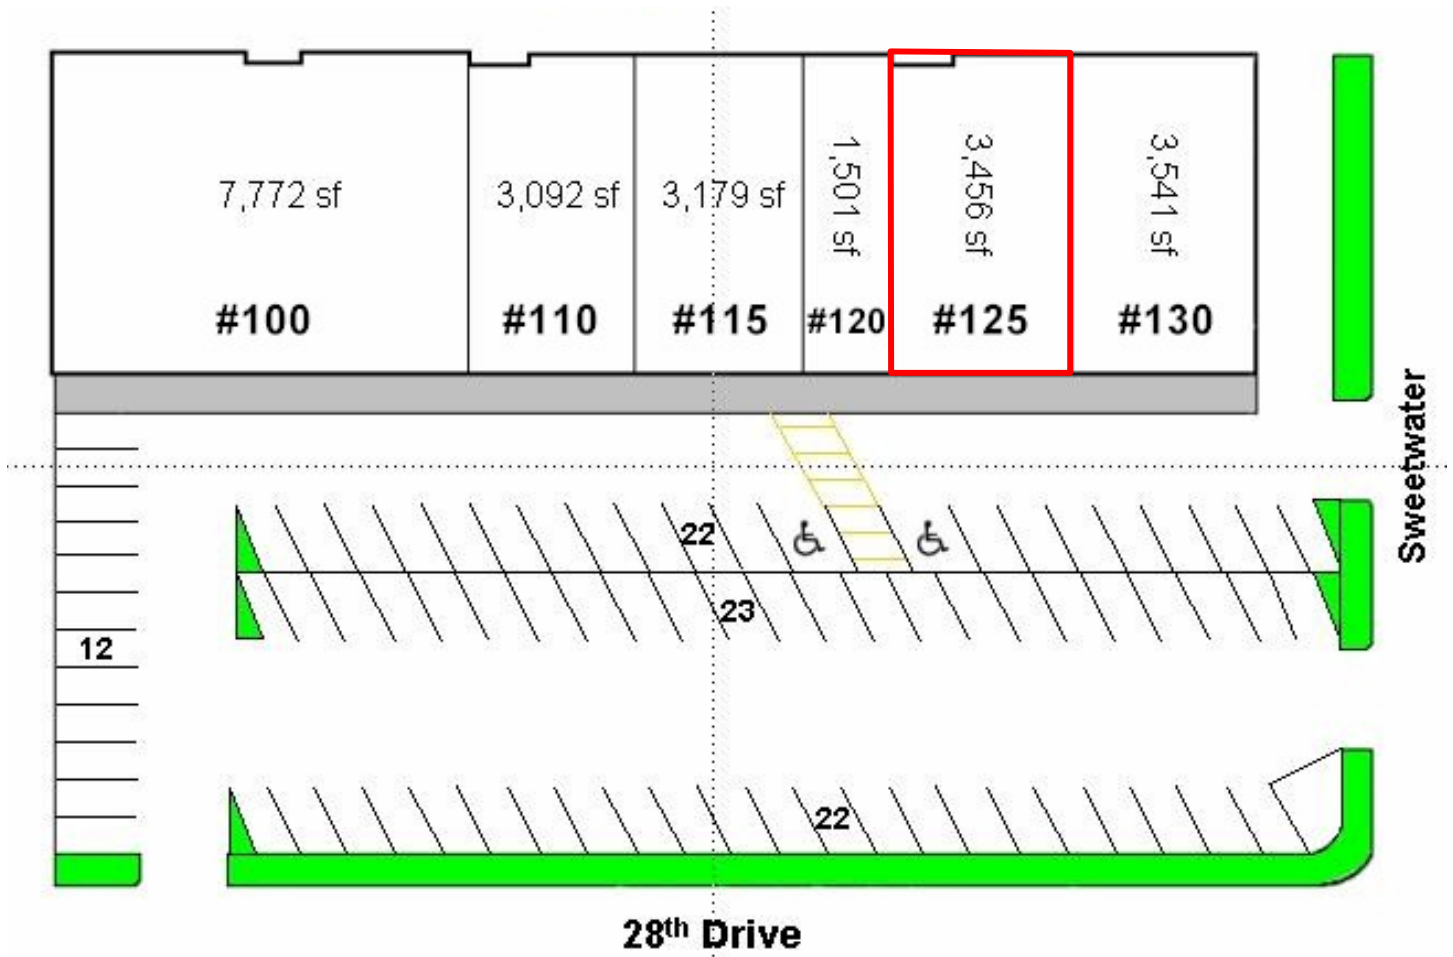 7,772 sf
3,092 sf
3,179 sf
1,501 sf
3,456 sf
3,541 sf
#100
#110
#115
#120
#125
#130
Sweetwater
22
23
12
22
28th Drive